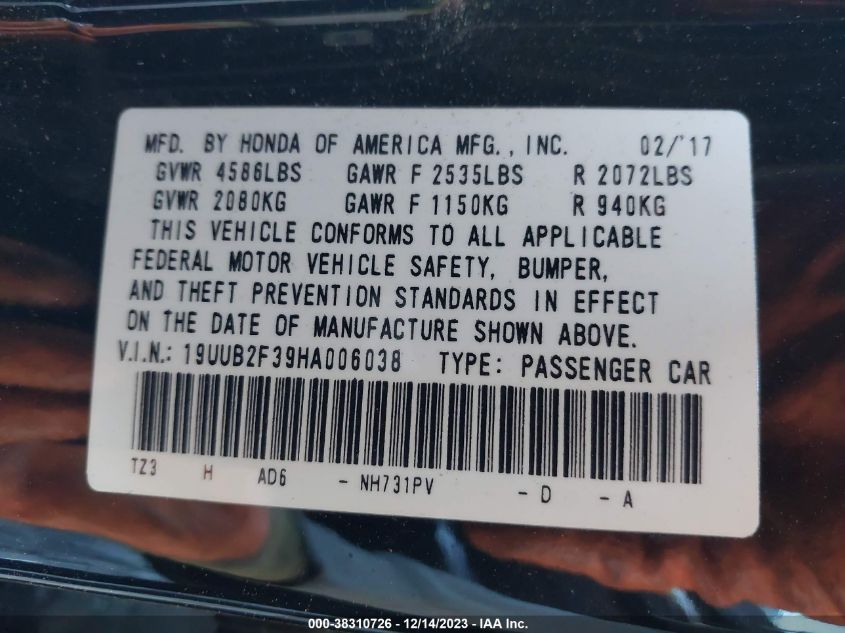 MFD. BY HONDA OF AMERICA MFG., INC. 02/'17
GVWR 4586LBS GAWR F 2535LBS R 2072LBS
GVWR 2080KG GAWR F 1150KG R 940KG
THIS VEHICLE CONFORMS TO ALL APPLICABLE
FEDERAL MOTOR VEHICLE SAFETY, BUMPER,
AND THEFT PREVENTION STANDARDS IN EFFECT
ON THE DATE OF MANUFACTURE SHOWN ABOVE.
V.I.N.: 19UUB2F39HA006038 TYPE: PASSENGER CAR
TZ3 H AD6 - NH731PV - D - A
000-38310726 - 12/14/2023 - IAA Inc.